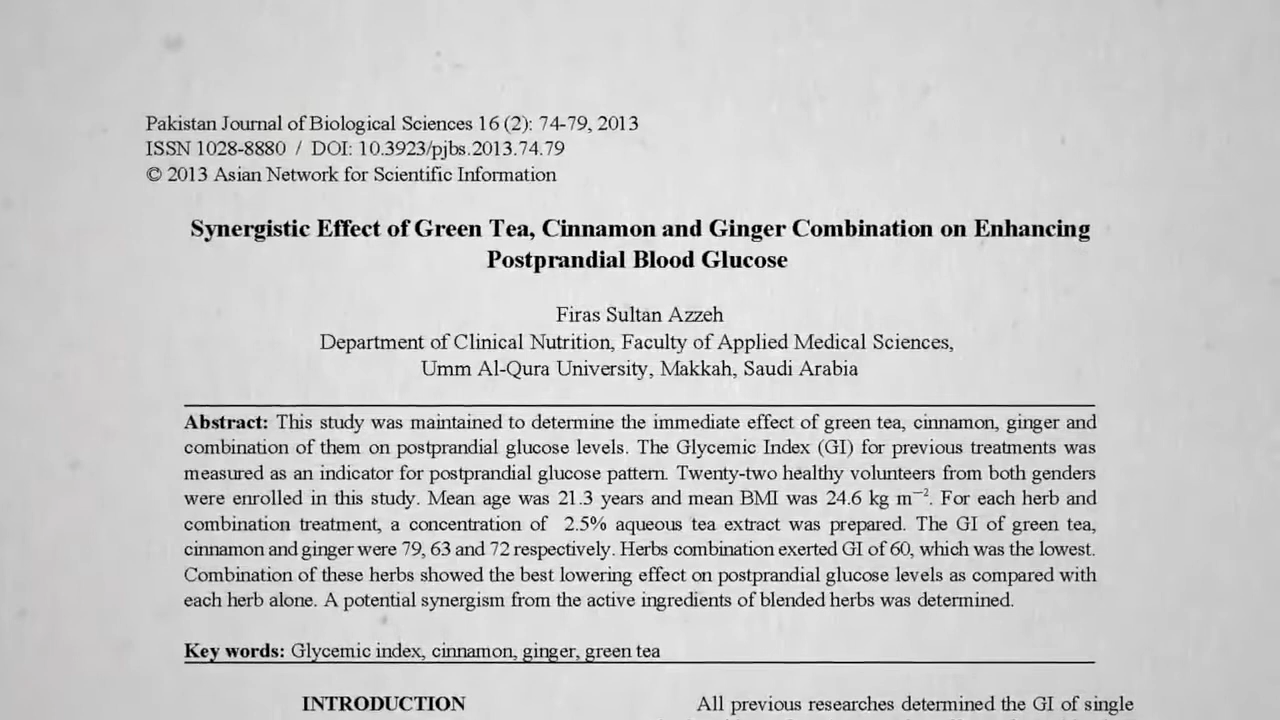 Pakistan Journal of Biological Sciences 16 (2): 74-79, 2013
ISSN 1028-8880 / DOI: 10.3923/pjbs.2013.74.79
© 2013 Asian Network for Scientific Information
Synergistic Effect of Green Tea, Cinnamon and Ginger Combination on Enhancing
Postprandial Blood Glucose
Firas Sultan Azzeh
Department of Clinical Nutrition, Faculty of Applied Medical Sciences,
Umm Al-Qura University, Makkah, Saudi Arabia
Abstract: This study was maintained to determine the immediate effect of green tea, cinnamon, ginger and
combination of them on postprandial glucose levels. The Glycemic Index (GI) for previous treatments was
measured as an indicator for postprandial glucose pattern. Twenty-two healthy volunteers from both genders
were enrolled in this study. Mean age was 21.3 years and mean BMI was 24.6 kg m⁻². For each herb and
combination treatment, a concentration of 2.5% aqueous tea extract was prepared. The GI of green tea,
cinnamon and ginger were 79, 63 and 72 respectively. Herbs combination exerted GI of 60, which was the lowest.
Combination of these herbs showed the best lowering effect on postprandial glucose levels as compared with
each herb alone. A potential synergism from the active ingredients of blended herbs was determined.
Key words: Glycemic index, cinnamon, ginger, green tea
INTRODUCTION
All previous researches determined the GI of single